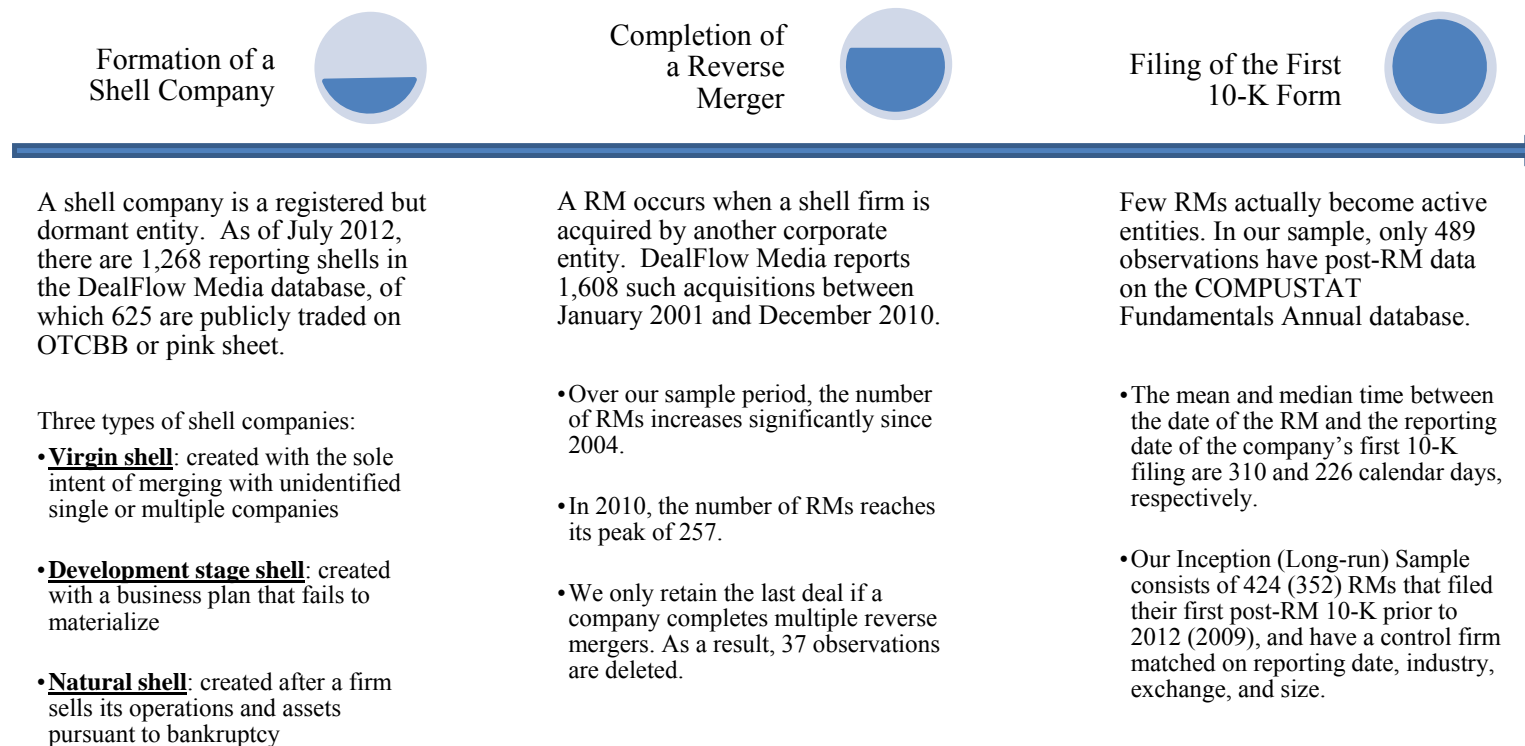 Formation of a
Shell Company
Completion of
a Reverse
Merger
Filing of the First
10-K Form
A shell company is a registered but
dormant entity.  As of July 2012,
there are 1,268 reporting shells in
the DealFlow Media database, of
which 625 are publicly traded on
OTCBB or pink sheet.
Three types of shell companies:
•Virgin shell: created with the sole
intent of merging with unidentified
single or multiple companies
•Development stage shell: created
with a business plan that fails to
materialize
•Natural shell: created after a firm
sells its operations and assets
pursuant to bankruptcy
A RM occurs when a shell firm is
acquired by another corporate
entity.  DealFlow Media reports
1,608 such acquisitions between
January 2001 and December 2010.
•Over our sample period, the number
of RMs increases significantly since
2004.
•In 2010, the number of RMs reaches
its peak of 257.
•We only retain the last deal if a
company completes multiple reverse
mergers. As a result, 37 observations
are deleted.
Few RMs actually become active
entities. In our sample, only 489
observations have post-RM data
on the COMPUSTAT
Fundamentals Annual database.
•The mean and median time between
the date of the RM and the reporting
date of the company's first 10-K
filing are 310 and 226 calendar days,
respectively.
•Our Inception (Long-run) Sample
consists of 424 (352) RMs that filed
their first post-RM 10-K prior to
2012 (2009), and have a control firm
matched on reporting date, industry,
exchange, and size.